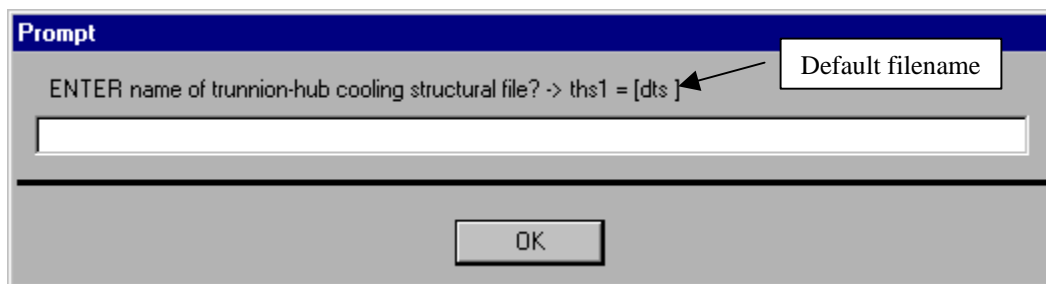 Prompt
Default filename
ENTER name of trunnion-hub cooling structural file? -> ths1 = [dts ]
OK